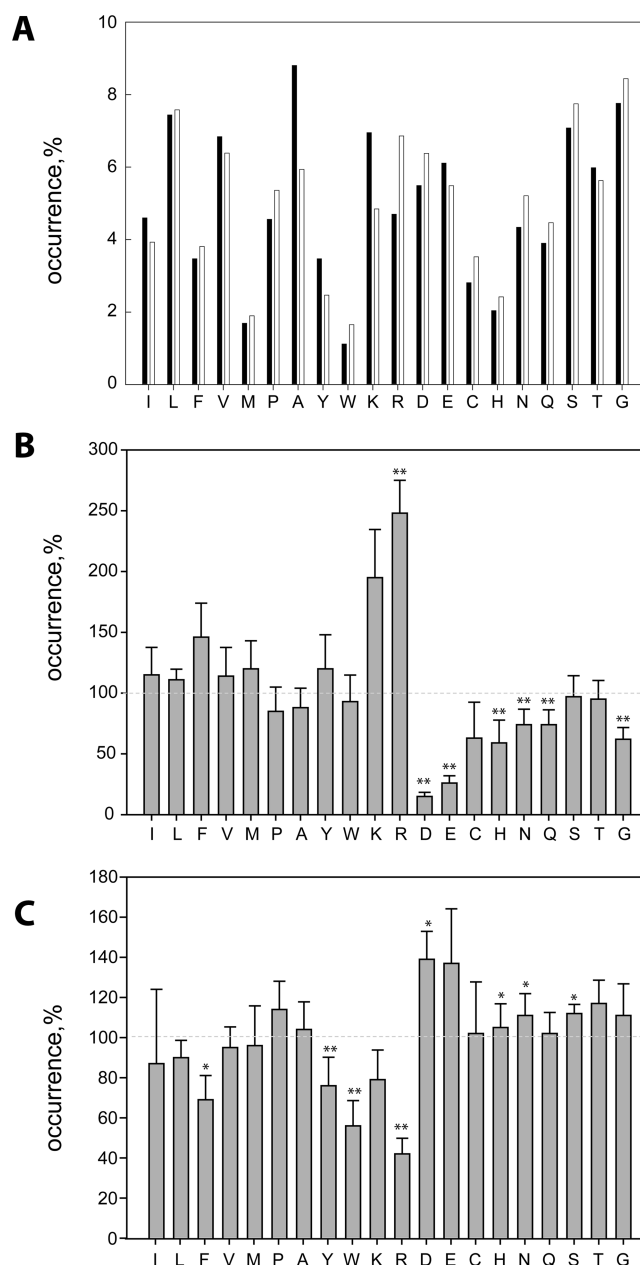 A
occurrence,%
10
8
6
4
2
0
I L F V M P A Y W K R D E C H N Q S T G
B
occurrence,%
300
250
200
150
100
50
0
**
** ** ** ** ** **
I L F V M P A Y W K R D E C H N Q S T G
C
occurrence,%
180
160
140
120
100
80
60
40
20
0
* ** ** ** * * * *
I L F V M P A Y W K R D E C H N Q S T G